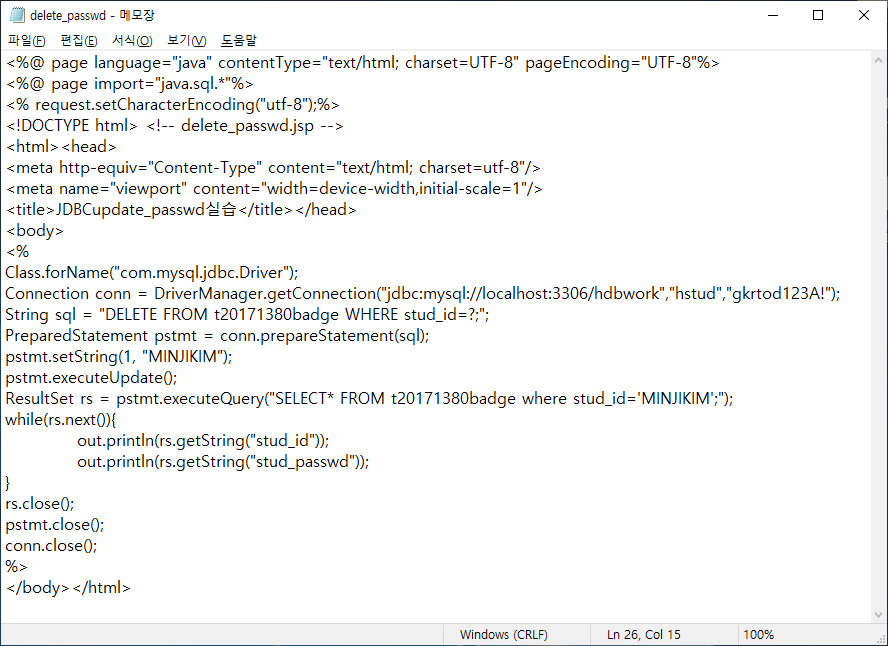 delete_passwd - 메모장
파일(F) 편집(E) 서식(O) 보기(V) 도움말
<%@ page language="java" contentType="text/html; charset=UTF-8" pageEncoding="UTF-8"%>
<%@ page import="java.sql.*"%>
<% request.setCharacterEncoding("utf-8");%>
<!DOCTYPE html> <!-- delete_passwd.jsp -->
<html><head>
<meta http-equiv="Content-Type" content="text/html; charset=utf-8"/>
<meta name="viewport" content="width=device-width,initial-scale=1"/>
<title>JDBCupdate_passwd실습</title></head>
<body>
<%
Class.forName("com.mysql.jdbc.Driver");
Connection conn = DriverManager.getConnection("jdbc:mysql://localhost:3306/hdbwork","hstud","gkrtod123A!");
String sql = "DELETE FROM t20171380badge WHERE stud_id=?;";
PreparedStatement pstmt = conn.prepareStatement(sql);
pstmt.setString(1, "MINJIKIM");
pstmt.executeUpdate();
ResultSet rs = pstmt.executeQuery("SELECT* FROM t20171380badge where stud_id='MINJIKIM';");
while(rs.next()){
out.println(rs.getString("stud_id"));
out.println(rs.getString("stud_passwd"));
}
rs.close();
pstmt.close();
conn.close();
%>
</body></html>
Windows (CRLF) Ln 26, Col 15 100%